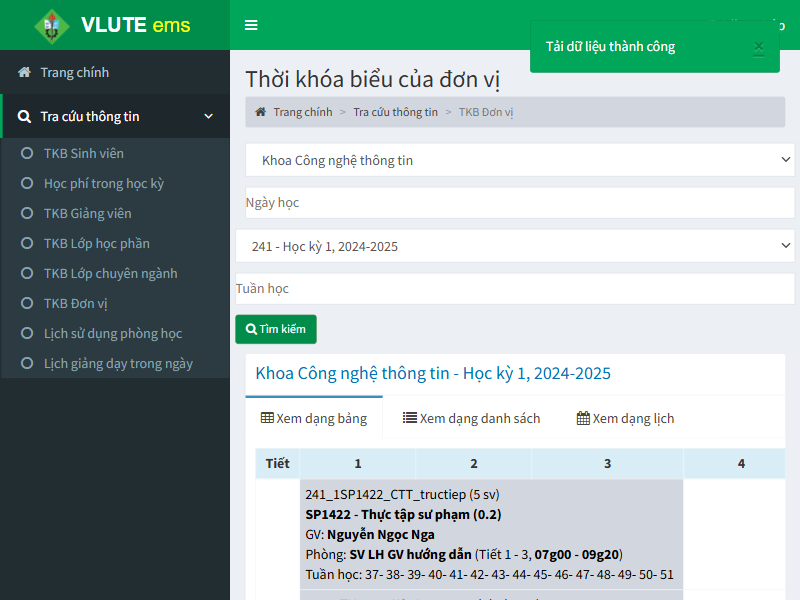 VLUTE ems
Trang chính
Tra cứu thông tin
TKB Sinh viên
Học phí trong học kỳ
TKB Giảng viên
TKB Lớp học phần
TKB Lớp chuyên ngành
TKB Đơn vị
Lịch sử dụng phòng học
Lịch giảng dạy trong ngày
Tải dữ liệu thành công ×
Thời khóa biểu của đơn vị
Trang chính > Tra cứu thông tin > TKB Đơn vị
Khoa Công nghệ thông tin
Ngày học
241 - Học kỳ 1, 2024-2025
Tuần học
Tìm kiếm
Khoa Công nghệ thông tin - Học kỳ 1, 2024-2025
Xem dạng bảng Xem dạng danh sách Xem dạng lịch
Tiết 1 2 3 4
241_1SP1422_CTT_tructiep (5 sv)
SP1422 - Thực tập sư phạm (0.2)
GV: Nguyễn Ngọc Nga
Phòng: SV LH GV hướng dẫn (Tiết 1 - 3, 07g00 - 09g20)
Tuần học: 37- 38- 39- 40- 41- 42- 43- 44- 45- 46- 47- 48- 49- 50- 51